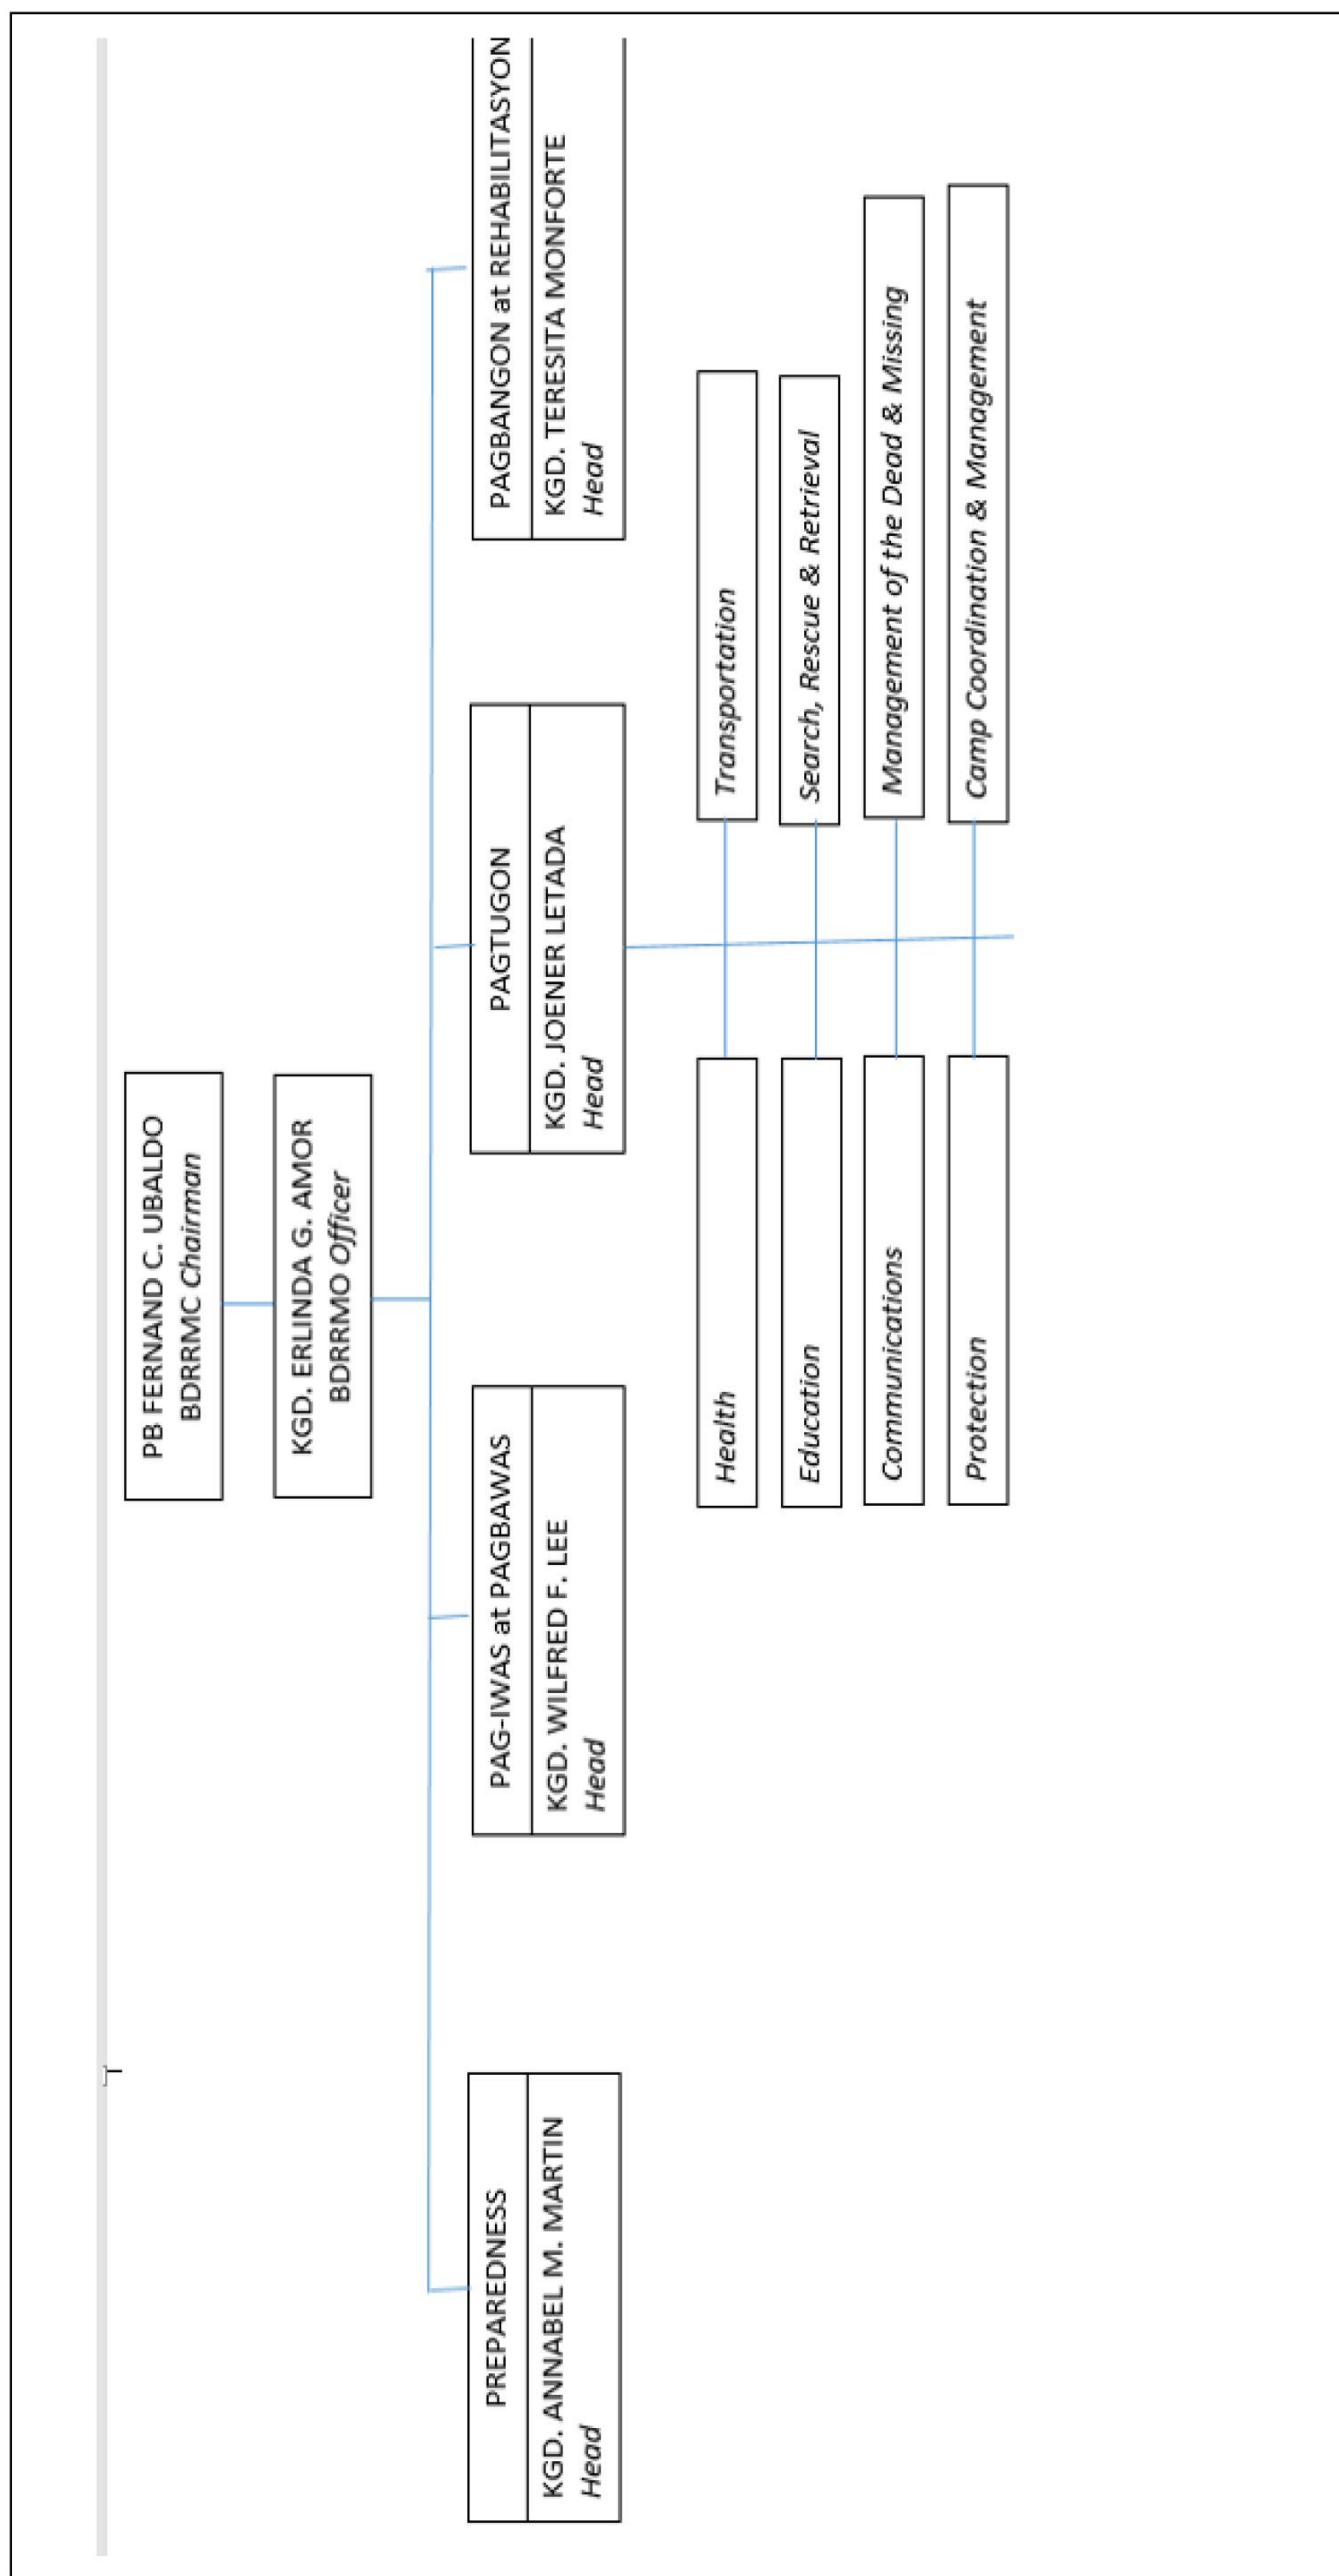 PB FERNAND C. UBALDO
BDRRMC Chairman
KGD. ERLINDA G. AMOR
BDRRMO Officer
PREPAREDNESS
KGD. ANNABEL M. MARTIN
Head
PAG-IWAS at PAGBAWAS
KGD. WILFRED F. LEE
Head
PAGTUGON
KGD. JOENER LETADA
Head
PAGBANGON at REHABILITASYON
KGD. TERESITA MONFORTE
Head
Health
Transportation
Education
Search, Rescue & Retrieval
Communications
Management of the Dead & Missing
Protection
Camp Coordination & Management